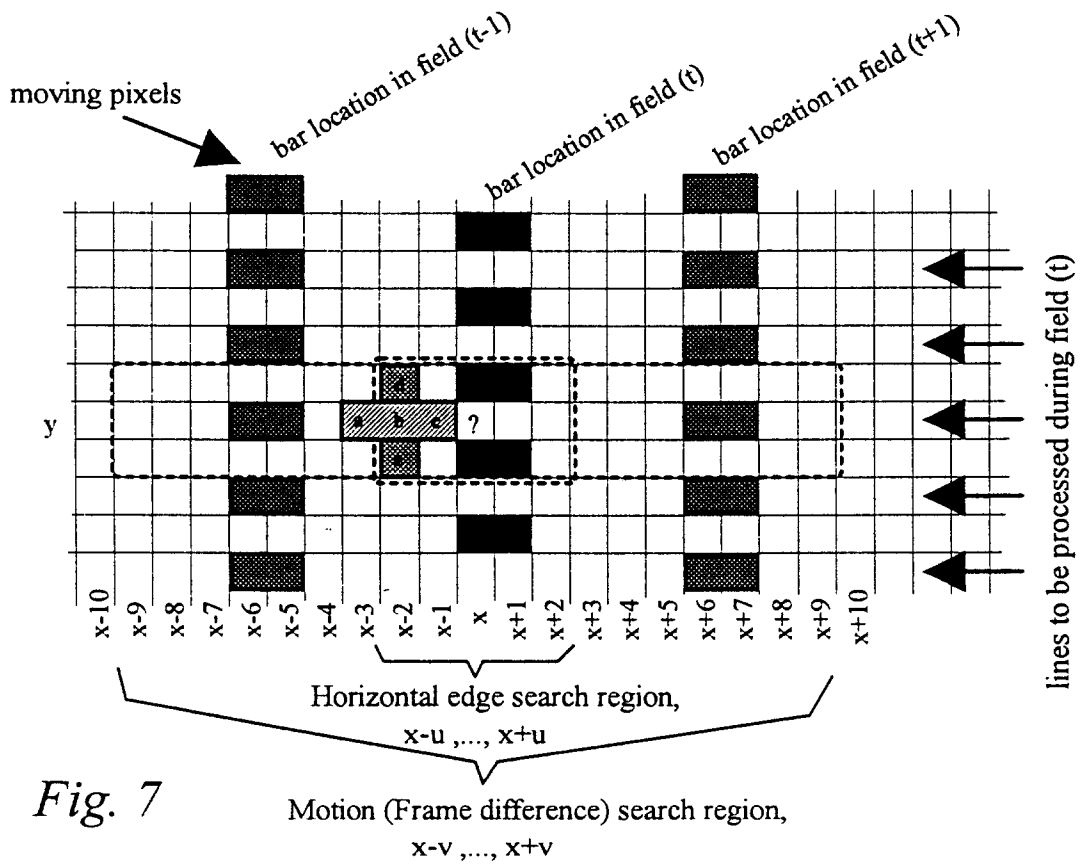 moving pixels
bar location in field (t-1)
bar location in field (t)
bar location in field (t+1)
lines to be processed during field (t)
d
y
a b c ?
e
x-10 x-9 x-8 x-7 x-6 x-5 x-4 x-3 x-2 x-1 x x+1 x+2 x+3 x+4 x+5 x+6 x+7 x+8 x+9 x+10
Horizontal edge search region,
x-u ,..., x+u
Fig. 7
Motion (Frame difference) search region,
x-v ,..., x+v